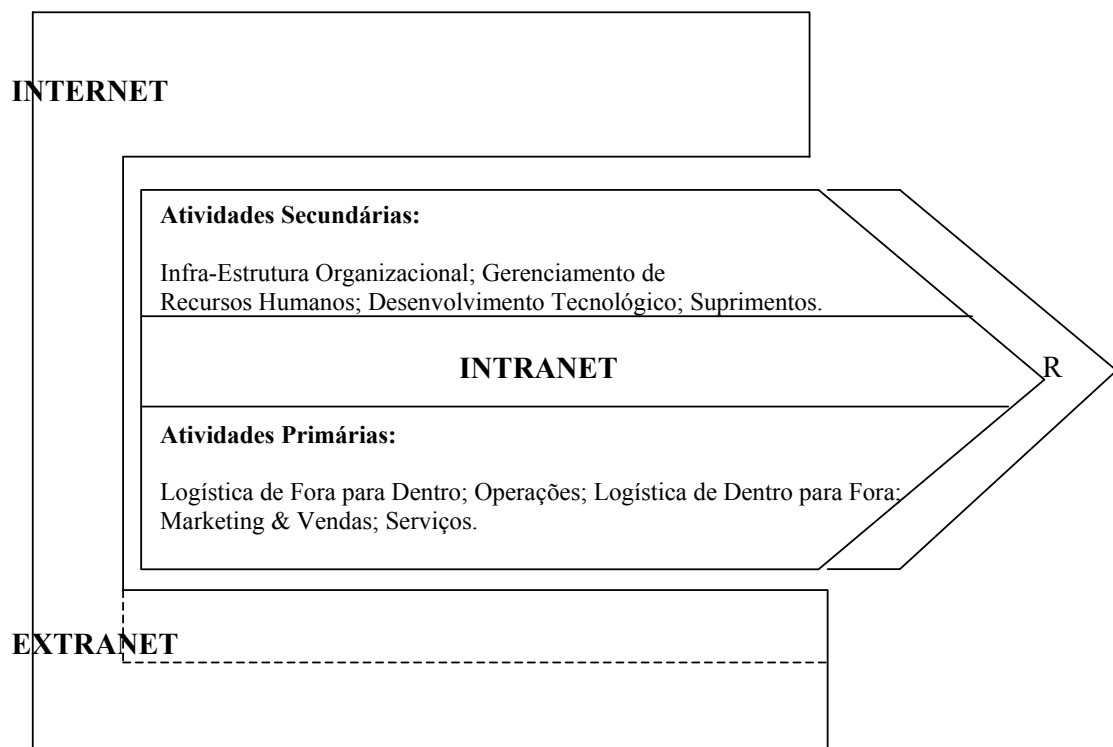 INTERNET
Atividades Secundárias:
Infra-Estrutura Organizacional; Gerenciamento de
Recursos Humanos; Desenvolvimento Tecnológico; Suprimentos.
INTRANET
R
Atividades Primárias:
Logística de Fora para Dentro; Operações; Logística de Dentro para Fora;
Marketing & Vendas; Serviços.
EXTRANET